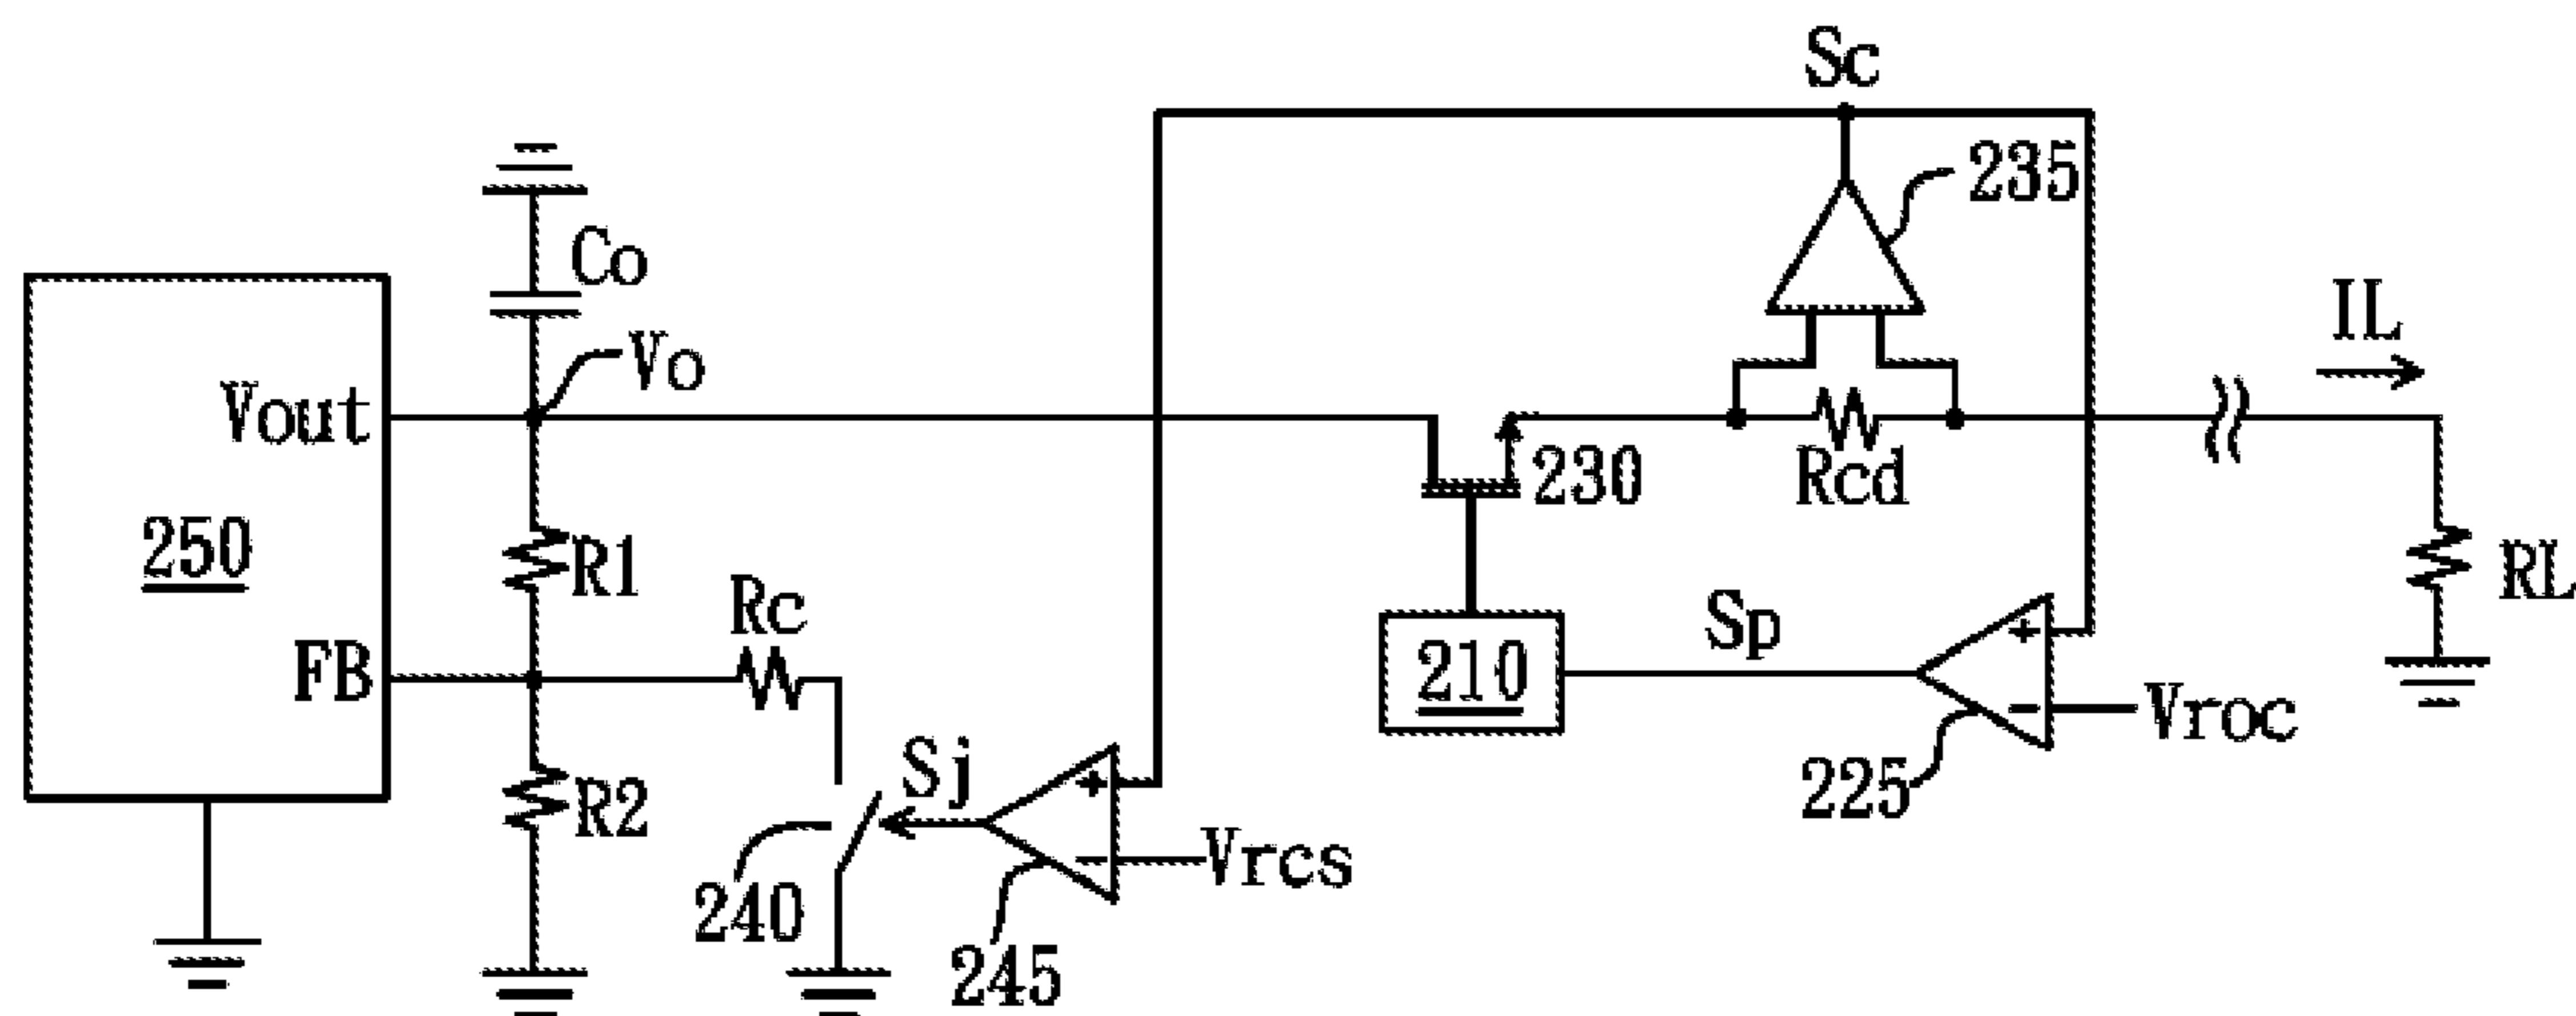 Sc
235
Co
IL
Vo
Vout
230
Rcd
250
R1
Rc
RL
FB
210
Sp
+
-
Vroc
225
R2
Sj
+
-
Vrcs
240
245